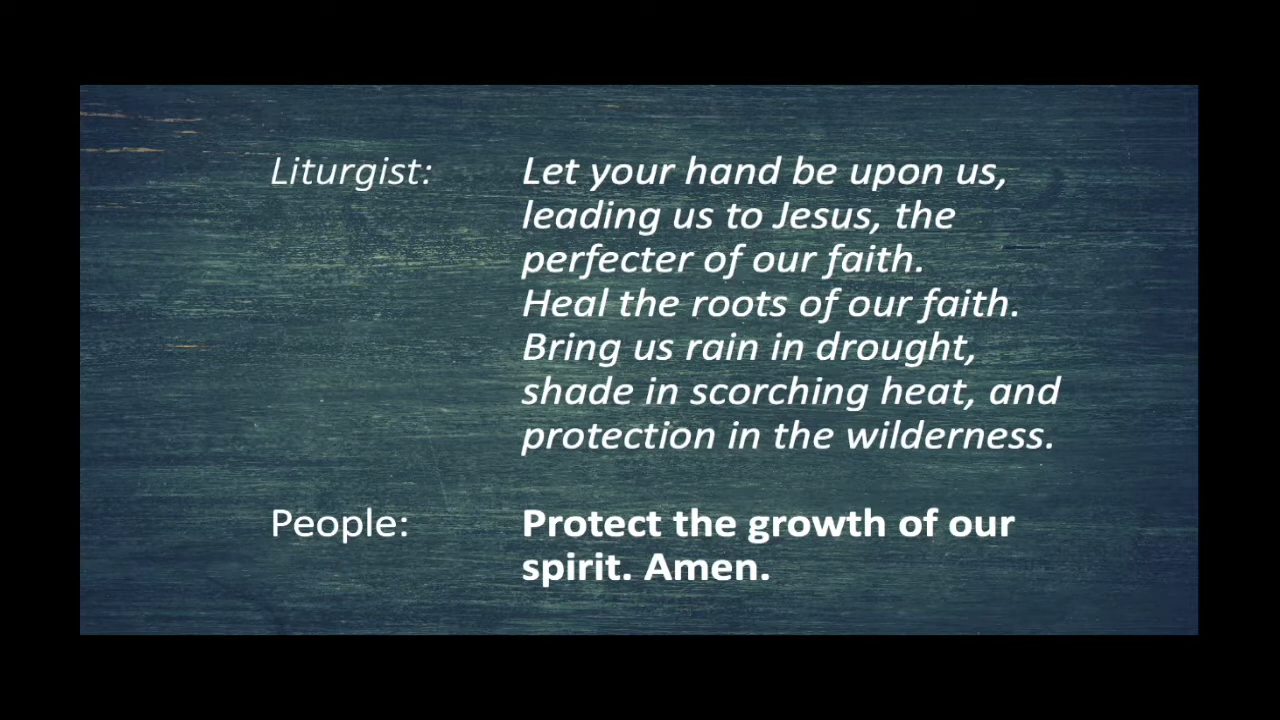 Liturgist: Let your hand be upon us,
leading us to Jesus, the
perfecter of our faith.
Heal the roots of our faith.
Bring us rain in drought,
shade in scorching heat, and
protection in the wilderness.
People: Protect the growth of our
spirit. Amen.